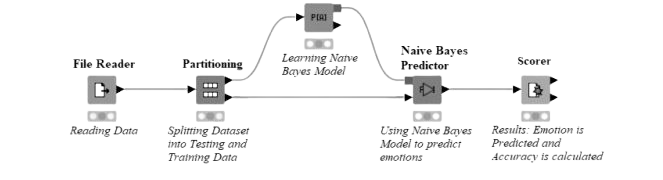 P[A]
Learning Naive
Bayes Model
File Reader
Partitioning
Naive Bayes
Predictor
Scorer
Reading Data
Splitting Dataset
into Testing and
Training Data
Using Naive Bayes
Model to predict
emotions
Results: Emotion is
Predicted and
Accuracy is calculated